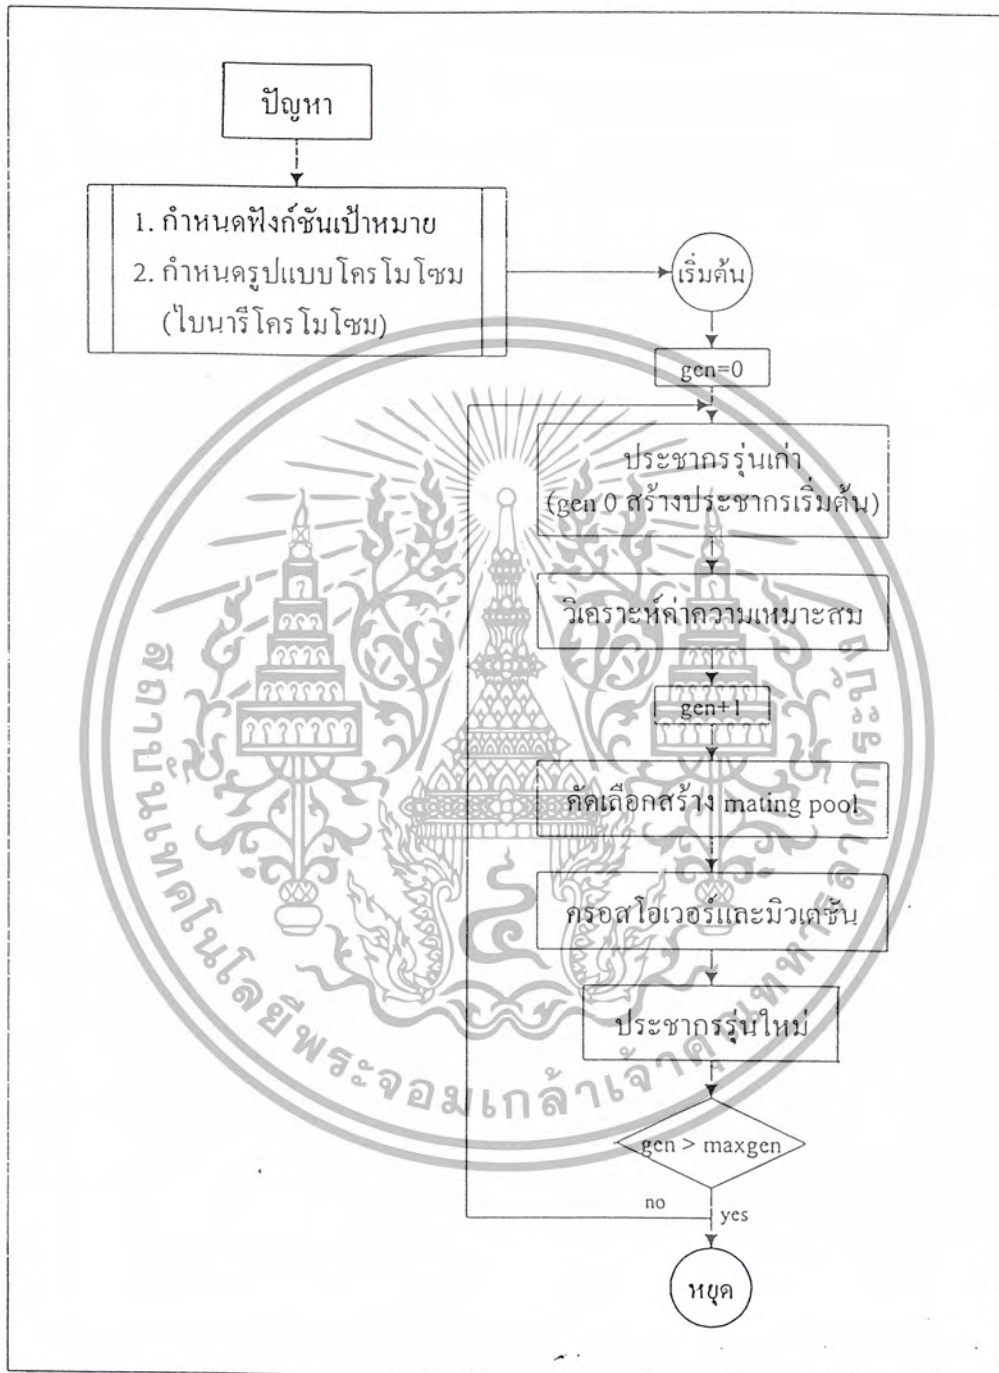 ปัญหา
1. กำหนดฟังก์ชันเป้าหมาย
2. กำหนดรูปแบบโครโมโซม
(ไบนารีโครโมโซม)
เริ่มต้น
gen=0
ประชากรรุ่นเก่า
(gen 0 สร้างประชากรเริ่มต้น)
วิเคราะห์ค่าความเหมาะสม
gen+1
คัดเลือกสร้าง mating pool
ครอสโอเวอร์และมิวเตชัน
ประชากรรุ่นใหม่
gen > maxgen
no
yes
หยุด
สถาบันเทคโนโลยีพระจอมเกล้าเจ้าคุณทหารลาดกระบัง